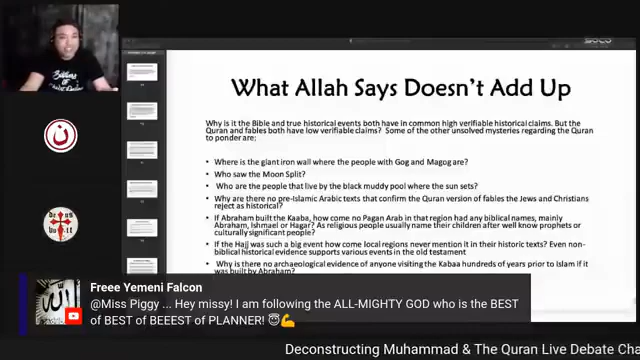 What Allah Says Doesn’t Add Up
Why is it the Bible and true historical events both have in common high verifiable historical claims. But the
Quran and fables both have low verifiable claims? Some of the other unsolved mysteries regarding the Quran
to ponder are;
• Where is the giant iron wall where the people with Gog and Magog are?
• Who saw the Moon Split?
• Who are the people that live by the black muddy pool where the sun sets?
• Why are there no pre-Islamic Arabic texts that confirm the Quran version of fables the Jews and Christians
reject as historical?
• If Abraham built the Kaaba, how come no Pagan Arab in that region had any biblical names, mainly
Abraham, Ishmael or Hagar? As religious people usually name their children after well know prophets or
culturally significant people?
• If the Hajj was such a big event how come local regions never mention it in their historic texts? Even non-
biblical historical evidence supports various events in the old testament
• Why is there no archaeological evidence of anyone visiting the Kabaa hundreds of years prior to Islam if it
was built by Abraham?
ن
de us
vu lt
الله
Freee Yemeni Falcon
@Miss Piggy ... Hey missy! I am following the ALL-MIGHTY GOD who is the BEST
of BEST of BEEEST of PLANNER! 😇💪
Deconstructing Muhammad & The Quran Live Debate Cha